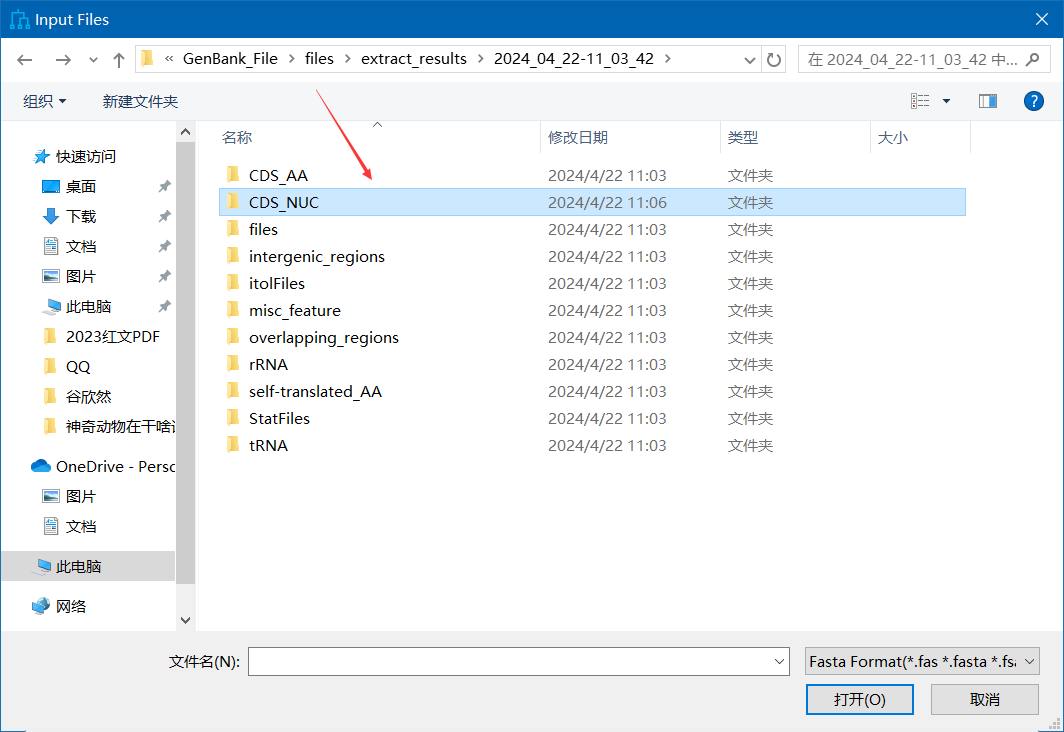 Input Files
« GenBank_File > files > extract_results > 2024_04_22-11_03_42 >
在 2024_04_22-11_03_42 中...
组织 新建文件夹
名称 修改日期 类型 大小
快速访问
桌面
下载
文档
图片
此电脑
2023红文PDF
QQ
谷欣然
神奇动物在干啥
OneDrive - Perso
图片
文档
此电脑
网络
CDS_AA 2024/4/22 11:03 文件夹
CDS_NUC 2024/4/22 11:06 文件夹
files 2024/4/22 11:03 文件夹
intergenic_regions 2024/4/22 11:03 文件夹
itolFiles 2024/4/22 11:03 文件夹
misc_feature 2024/4/22 11:03 文件夹
overlapping_regions 2024/4/22 11:03 文件夹
rRNA 2024/4/22 11:03 文件夹
self-translated_AA 2024/4/22 11:03 文件夹
StatFiles 2024/4/22 11:03 文件夹
tRNA 2024/4/22 11:03 文件夹
文件名(N):
Fasta Format(*.fas *.fasta *.fsa
打开(O) 取消